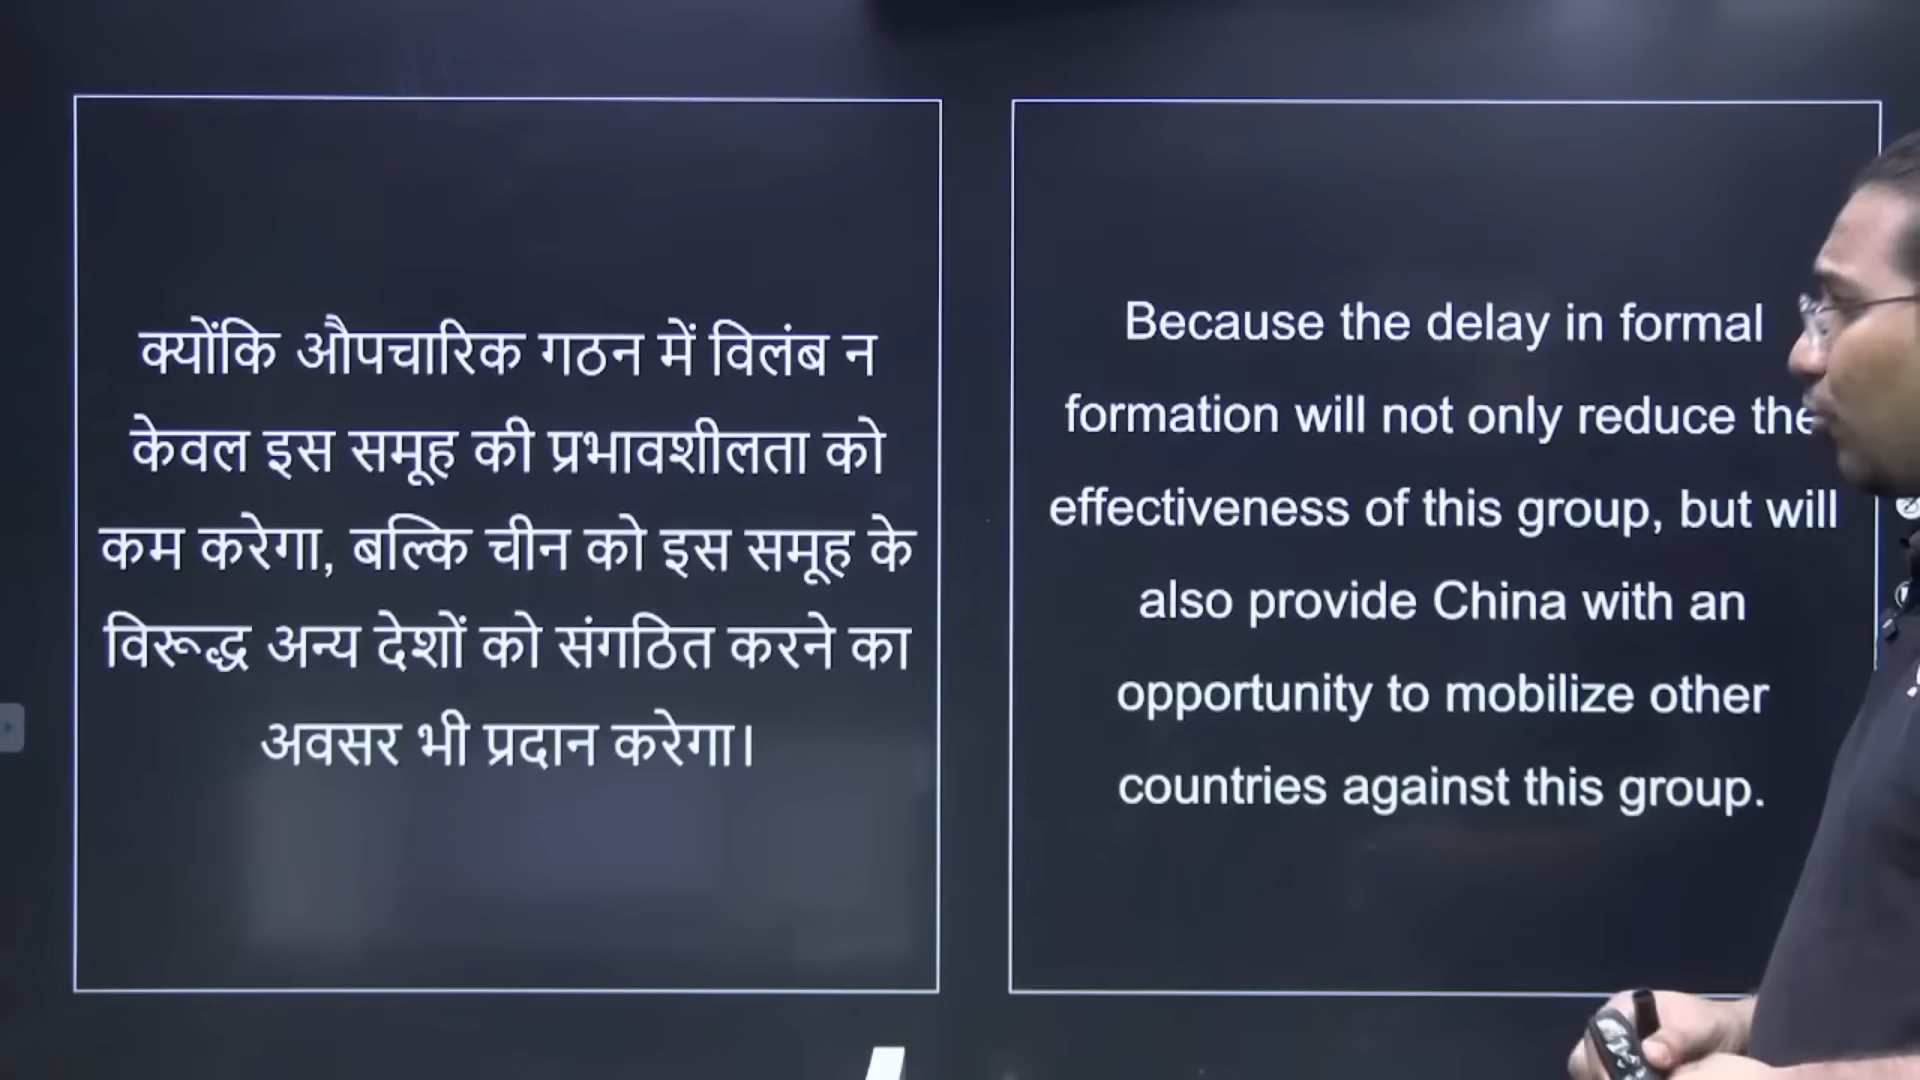 क्योंकि औपचारिक गठन में विलंब न
केवल इस समूह की प्रभावशीलता को
कम करेगा, बल्कि चीन को इस समूह के
विरूद्ध अन्य देशों को संगठित करने का
अवसर भी प्रदान करेगा।
Because the delay in formal
formation will not only reduce the
effectiveness of this group, but will
also provide China with an
opportunity to mobilize other
countries against this group.